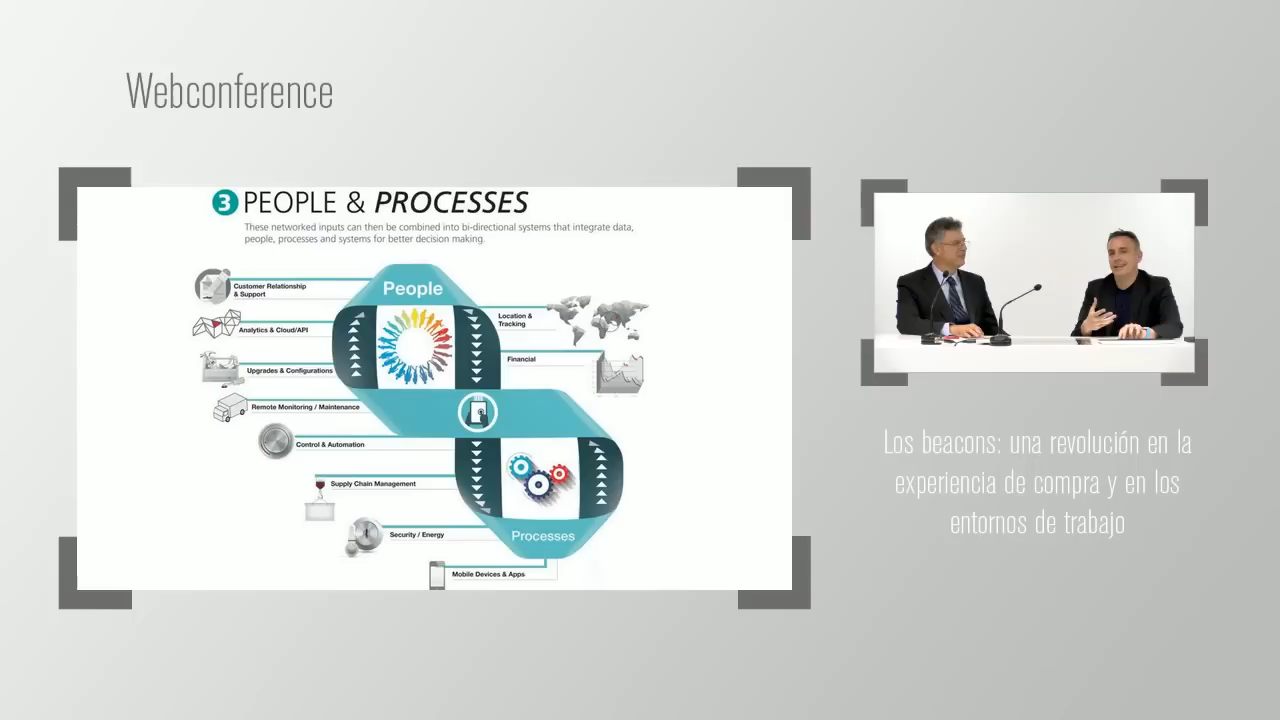 Webconference
3 PEOPLE & PROCESSES
These networked inputs can then be combined into bi-directional systems that integrate data,
people, processes and systems for better decision making.
People
Customer Relationship
& Support
Analytics & Cloud/API
Upgrades & Configurations
Remote Monitoring / Maintenance
Control & Automation
Supply Chain Management
Security / Energy
Mobile Devices & Apps
Location &
Tracking
Financial
Processes
Los beacons: una revolución en la
experiencia de compra y en los
entornos de trabajo